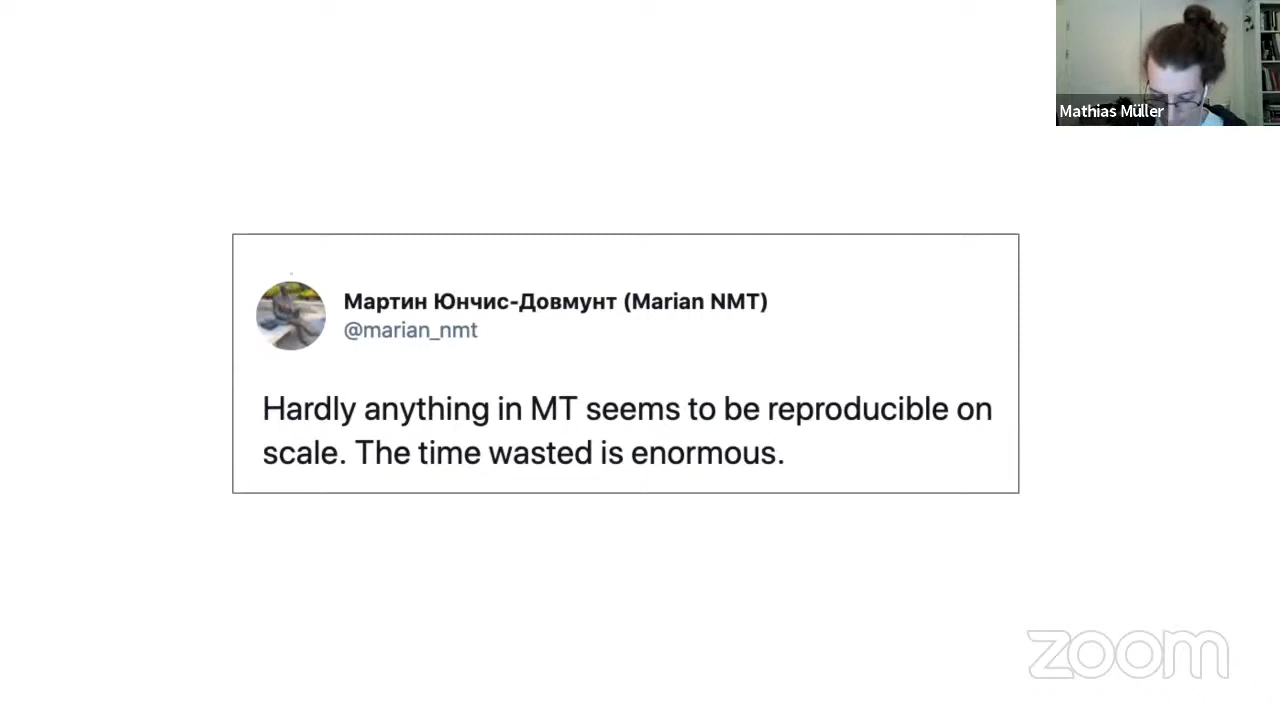 Mathias Müller
Мартин Юнчис-Довмунт (Marian NMT)
@marian_nmt
Hardly anything in MT seems to be reproducible on
scale. The time wasted is enormous.
zoom